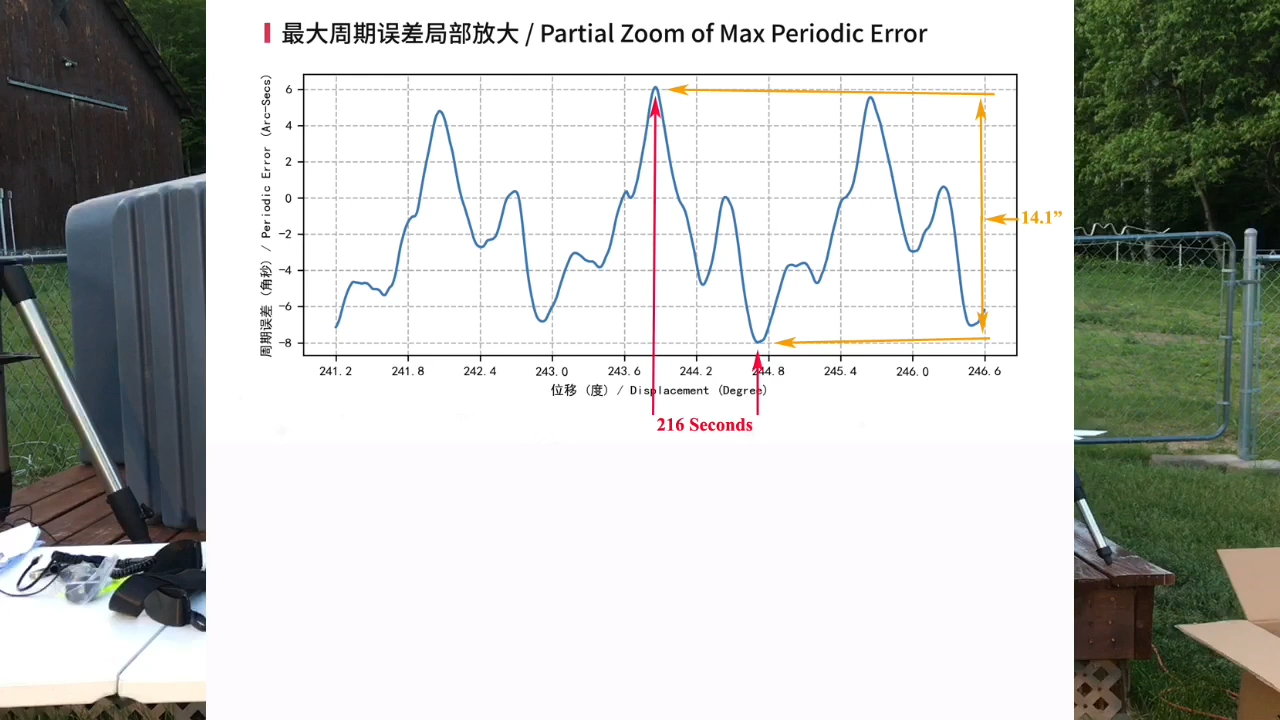 最大周期误差局部放大 / Partial Zoom of Max Periodic Error
周期误差 (角秒) / Periodic Error (Arc-Secs)
6
4
2
0
−2
−4
−6
−8
14.1”
241.2 241.8 242.4 243.0 243.6 244.2 244.8 245.4 246.0 246.6
位移 (度) / Displacement (Degree)
216 Seconds